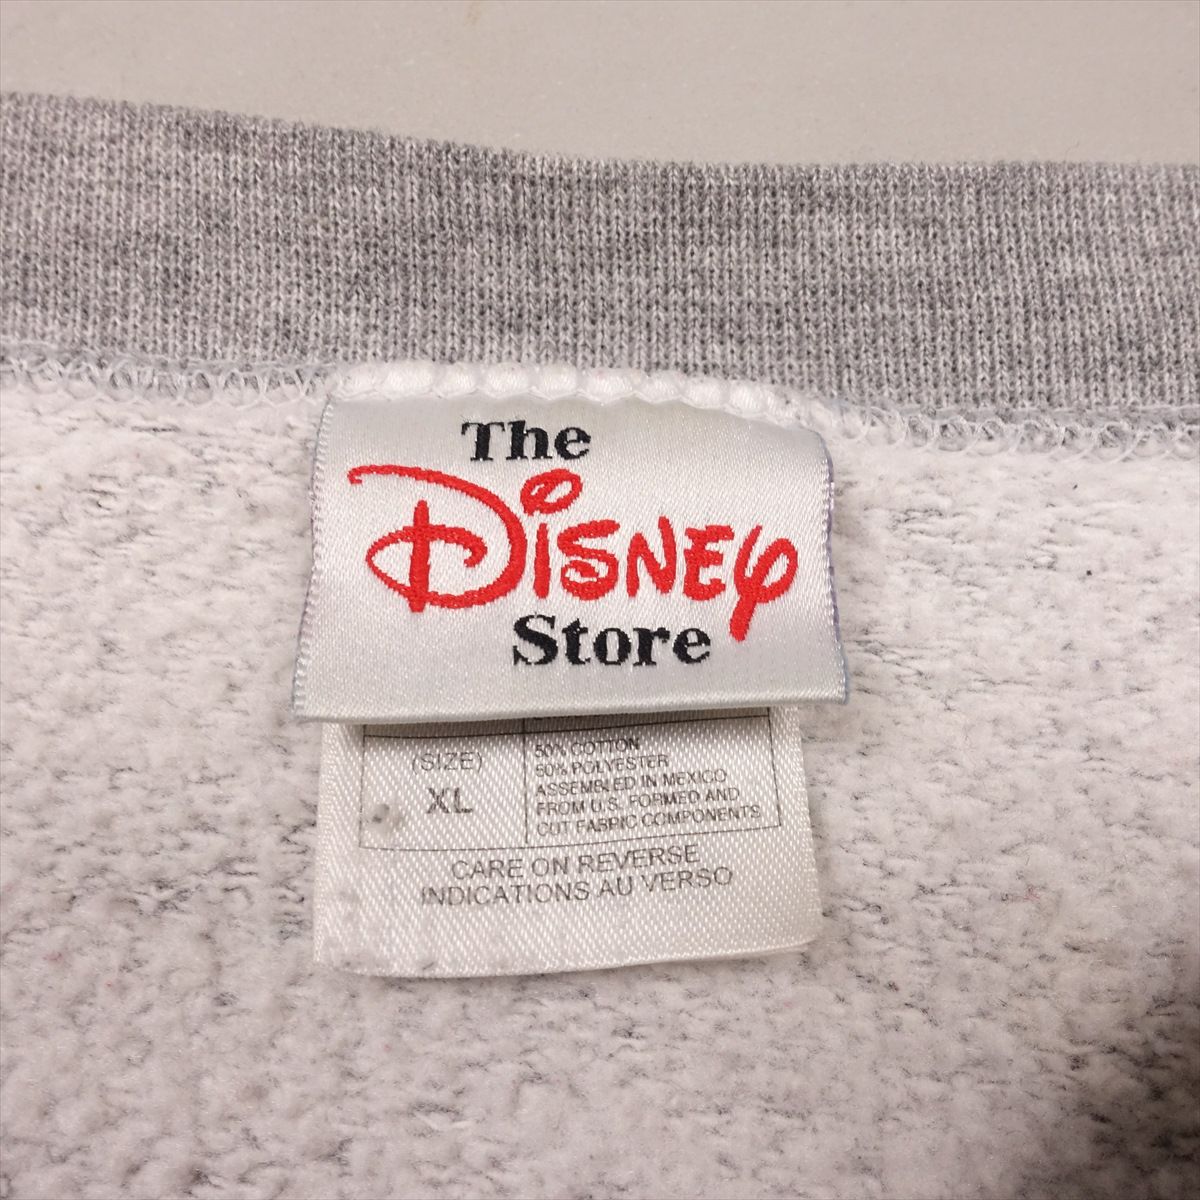 The
Disney
Store
(SIZE)
XL
50% COTTON
50% POLYESTER
ASSEMBLED IN MEXICO
FROM U.S. FORMED AND
CUT FABRIC COMPONENTS
CARE ON REVERSE
INDICATIONS AU VERSO